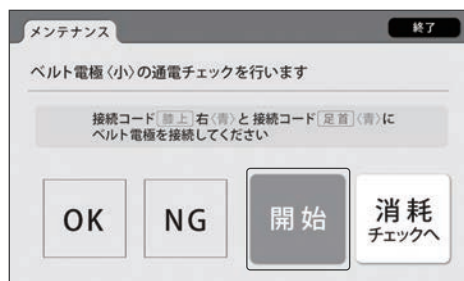 メンテナンス
終了
ベルト電極〈小〉の通電チェックを行います
接続コード 膝上 右〈青〉と 接続コード 足首〈青〉に
ベルト電極を接続してください
OK
NG
開始
消耗
チェックへ